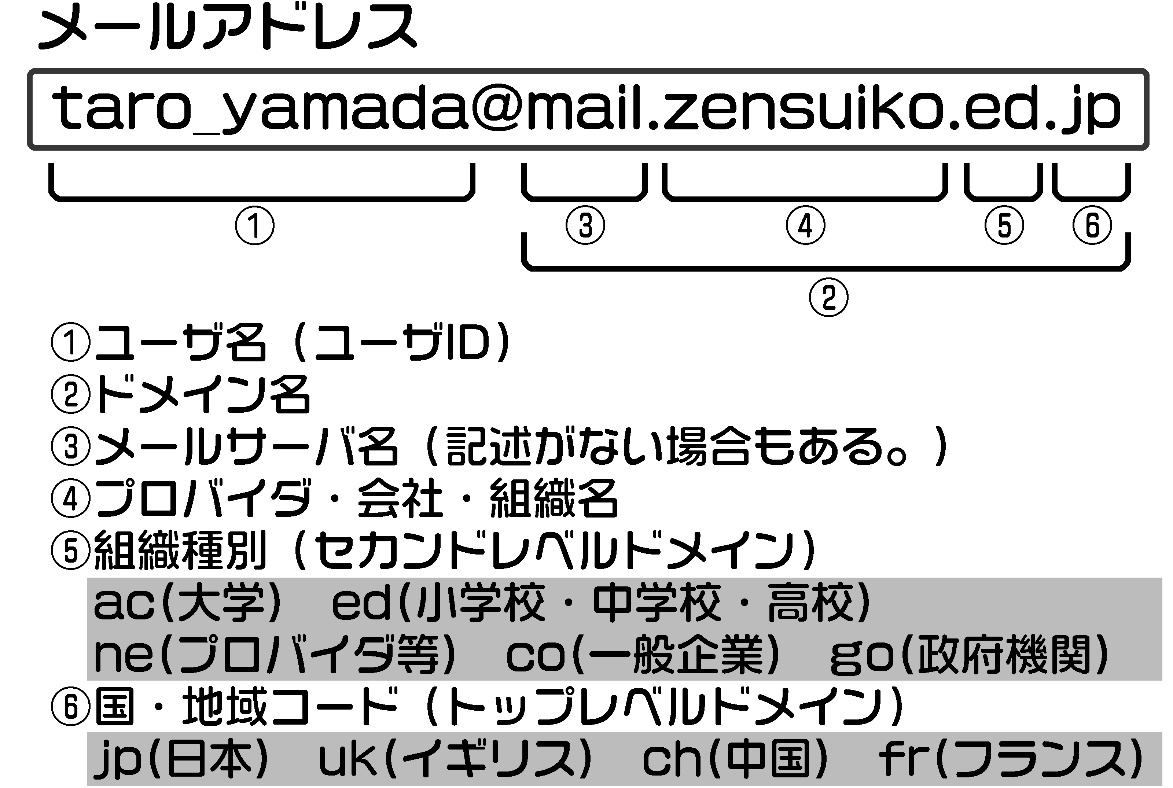 メールアドレス
taro_yamada@mail.zensuiko.ed.jp
① ③ ④ ⑤ ⑥
②
①ユーザ名（ユーザID）
②ドメイン名
③メールサーバ名（記述がない場合もある。）
④プロバイダ・会社・組織名
⑤組織種別（セカンドレベルドメイン）
ac(大学)　ed(小学校・中学校・高校)
ne(プロバイダ等)　co(一般企業)　go(政府機関)
⑥国・地域コード（トップレベルドメイン）
jp(日本)　uk(イギリス)　ch(中国)　fr(フランス)